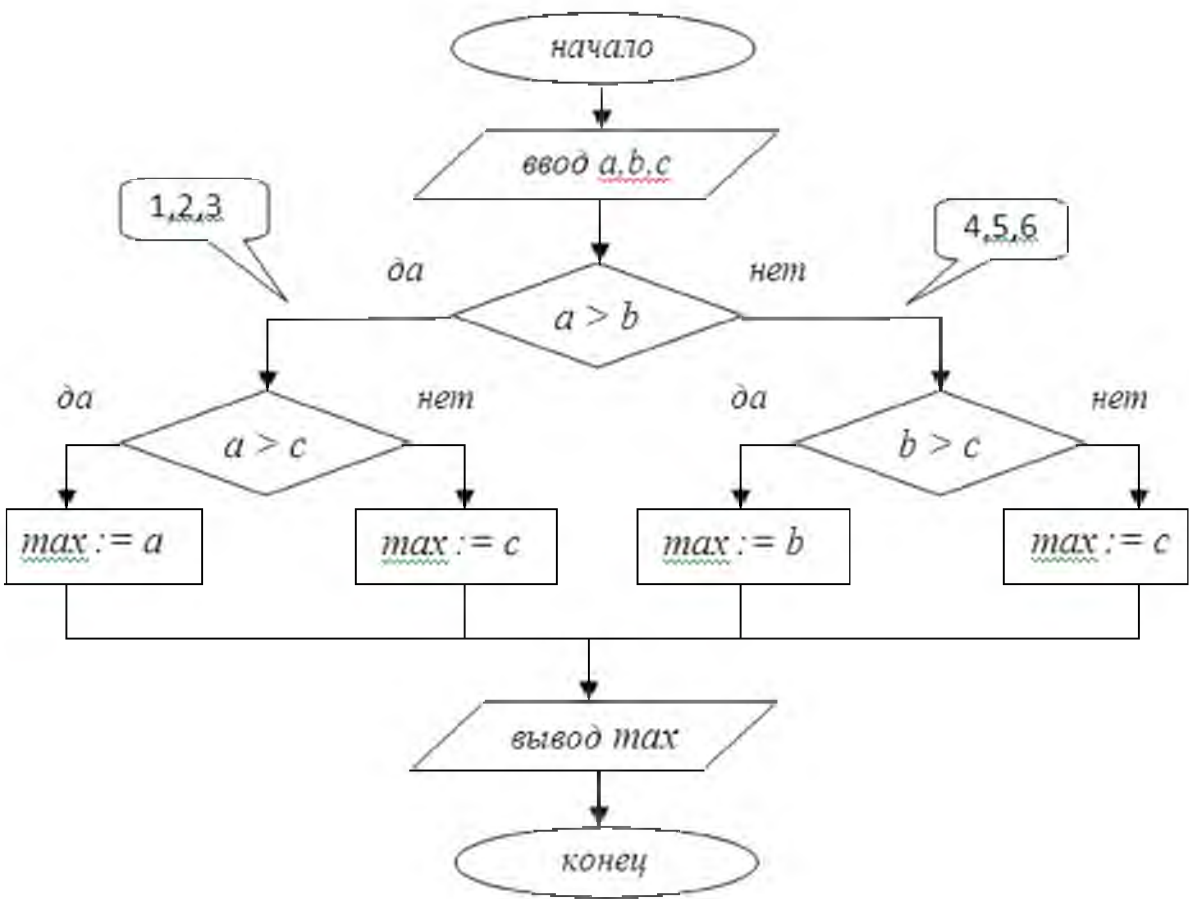 начало
ввод a,b,c
1,2,3
4,5,6
да
нет
a > b
да
нет
да
нет
a > c
b > c
max := a
max := c
max := b
max := c
вывод max
конец